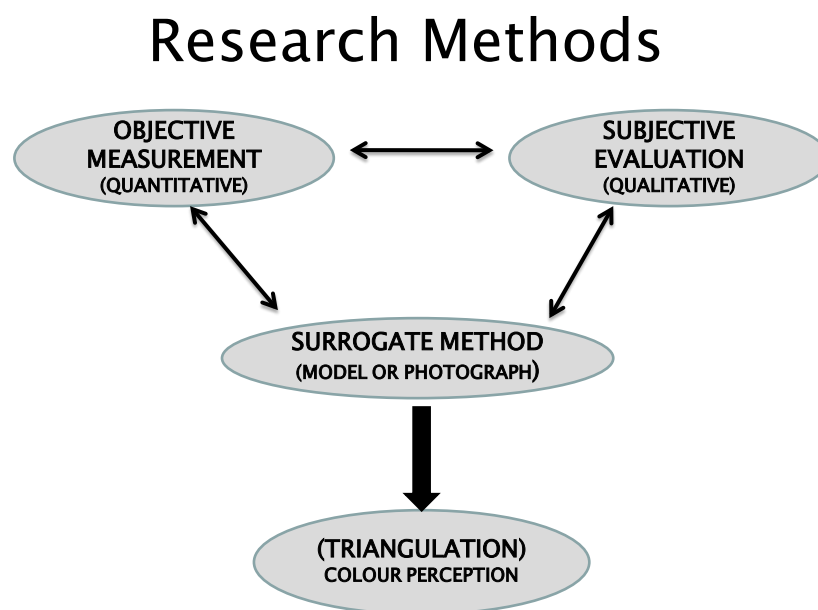 Research Methods
OBJECTIVE
MEASUREMENT
(QUANTITATIVE)
SUBJECTIVE
EVALUATION
(QUALITATIVE)
SURROGATE METHOD
(MODEL OR PHOTOGRAPH)
(TRIANGULATION)
COLOUR PERCEPTION